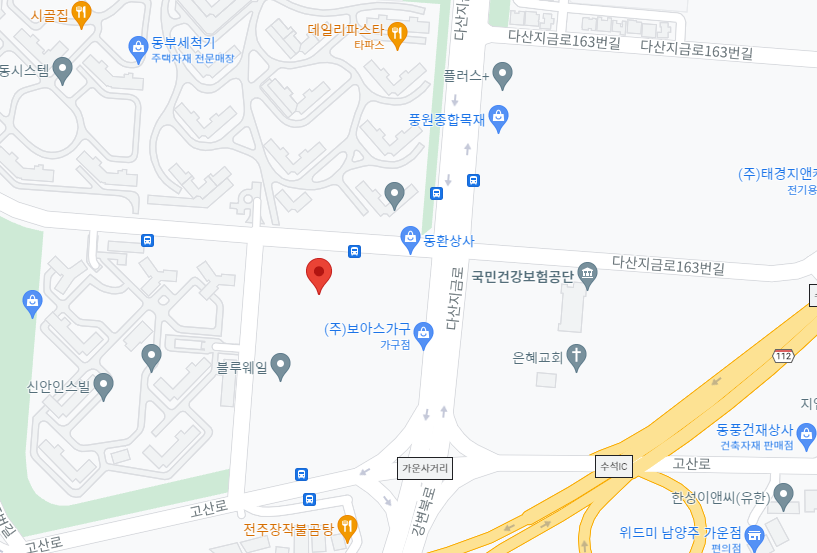 시골집
데일리파스타
타파스
동부세척기
주택자재 전문매장
동시스템
플러스+
다산지금로
다산지금로163번길
다산지금로163번길
풍원종합목재
(주)태경지앤
전기용
동환상사
국민건강보험공단
다산지금로163번길
다산지금로
(주)보아스가구
가구점
112
은혜교회
블루웨일
신안인스빌
동풍건재상사
건축자재 판매점
가운사거리
수석IC
고산로
한성이앤씨(유한)
고산로
고산로
강변북로
전주장작불곰탕
위드미 남양주 가운점
편의점